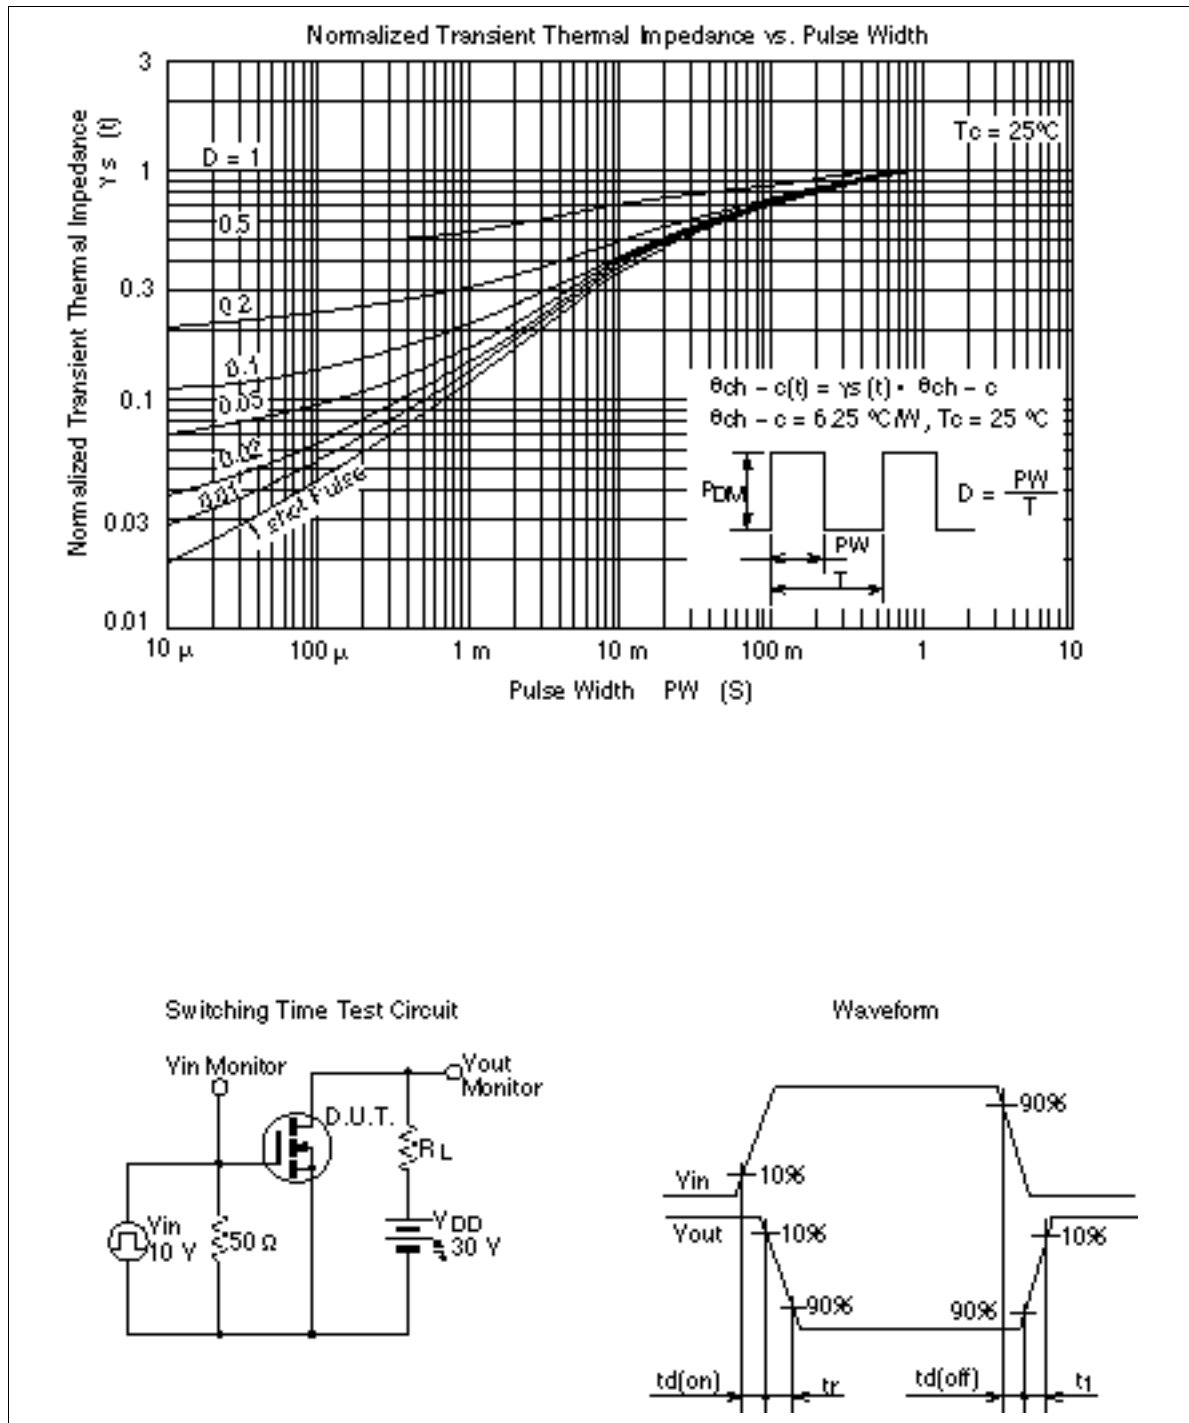 Normalized Transient Thermal Impedance vs. Pulse Width
Normalized Transient Thermal Impedance
γs (t)
3
1
0.3
0.1
0.03
0.01
Tc = 25°C
D = 1
0.5
0.2
0.1
0.05
0.02
0.01
1 shot Pulse
θch – c(t) = γs(t) • θch – c
θch – c = 6.25 °C/W, Tc = 25 °C
PDM
D = PW
T
PW
T
10 µ
100 µ
1 m
10 m
100 m
1
10
Pulse Width PW (S)
Switching Time Test Circuit
Vin Monitor
Vout
Monitor
D.U.T.
RL
Vin
10 V
50 Ω
VDD
30 V
Waveform
90%
Vin
10%
Vout
10%
10%
90%
90%
td(on)
tr
td(off)
tf